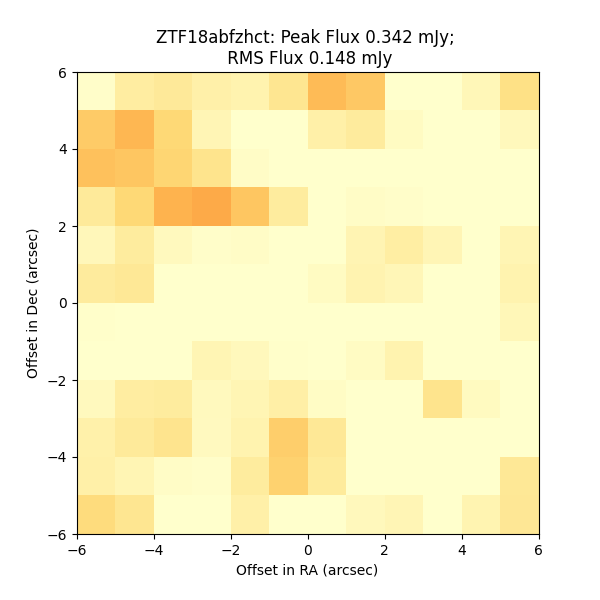 ZTF18abfzhct: Peak Flux 0.342 mJy;
RMS Flux 0.148 mJy
6
4
2
0
−2
−4
−6
Offset in Dec (arcsec)
−6 −4 −2 0 2 4 6
Offset in RA (arcsec)